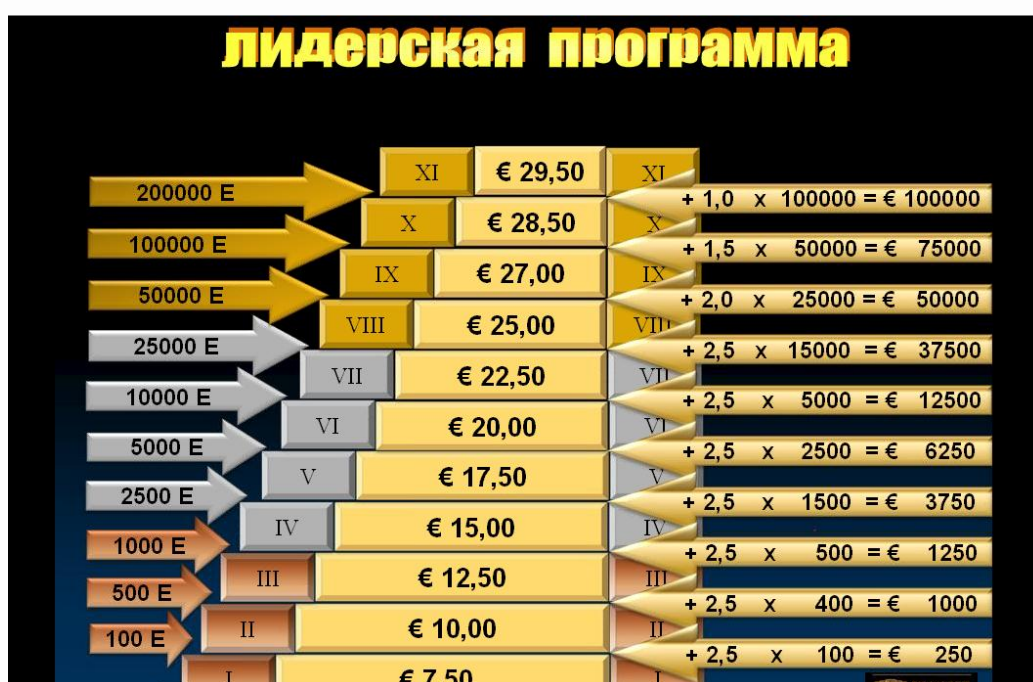 лидерская программа
XI € 29,50 XI
200000 E
+ 1,0 x 100000 = € 100000
X € 28,50 X
100000 E
+ 1,5 x 50000 = € 75000
IX € 27,00 IX
50000 E
+ 2,0 x 25000 = € 50000
VIII € 25,00 VIII
25000 E
+ 2,5 x 15000 = € 37500
VII € 22,50 VII
10000 E
+ 2,5 x 5000 = € 12500
VI € 20,00 VI
5000 E
+ 2,5 x 2500 = € 6250
V € 17,50 V
2500 E
+ 2,5 x 1500 = € 3750
IV € 15,00 IV
1000 E
+ 2,5 x 500 = € 1250
III € 12,50 III
500 E
+ 2,5 x 400 = € 1000
II € 10,00 II
100 E
+ 2,5 x 100 = € 250
I € 7,50 I